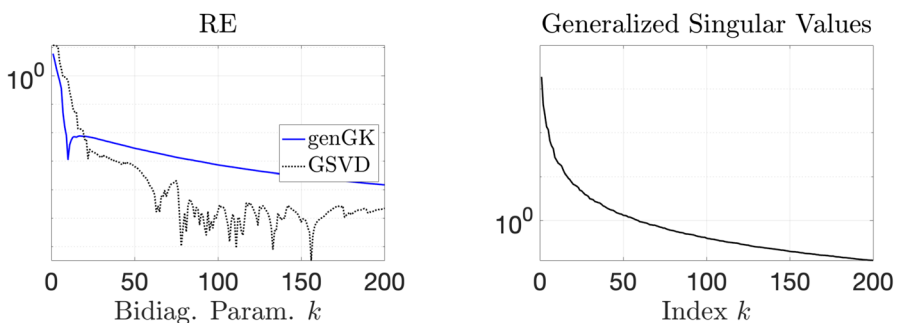 RE
10^0
genGK
GSVD
0 50 100 150 200
Bidiag. Param. k
Generalized Singular Values
10^0
0 50 100 150 200
Index k